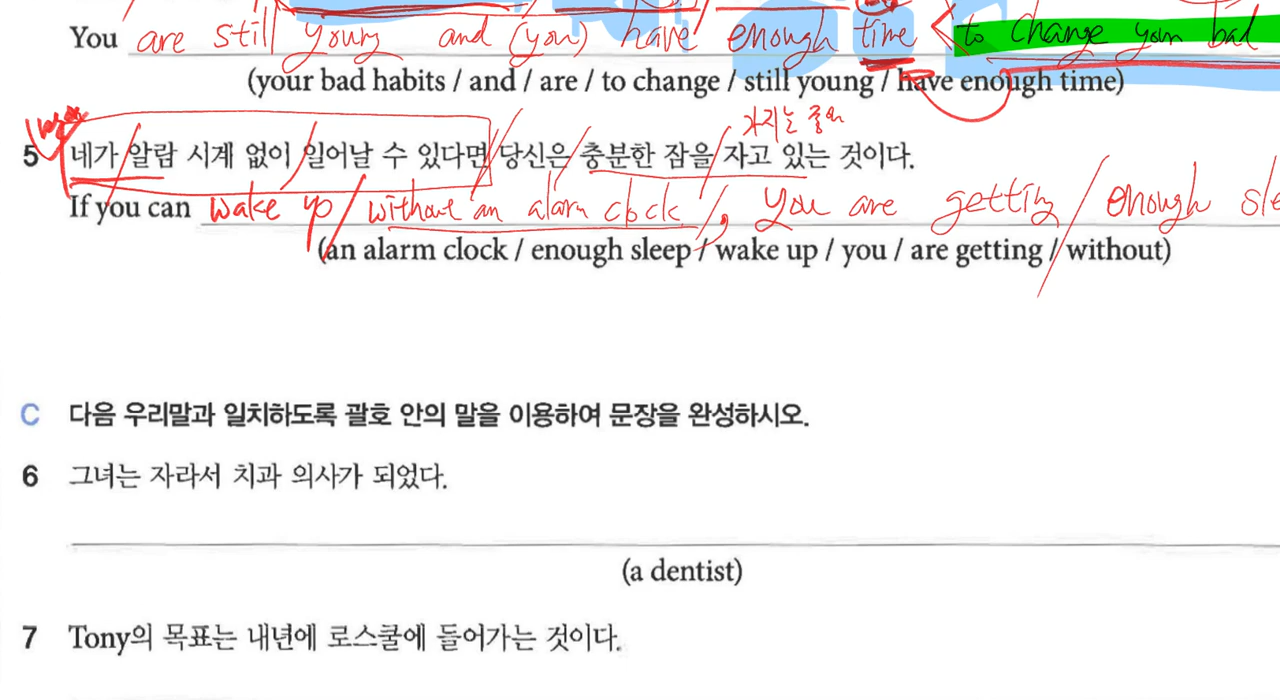 You are still young and (you) have enough time to change your bad
(your bad habits / and / are / to change / still young / have enough time)
가지는 중
5 네가 알람 시계 없이 일어날 수 있다면 당신은 충분한 잠을 자고 있는 것이다.
If you can wake up without an alarm clock, you are getting enough sle
(an alarm clock / enough sleep / wake up / you / are getting / without)
C 다음 우리말과 일치하도록 괄호 안의 말을 이용하여 문장을 완성하시오.
6 그녀는 자라서 치과 의사가 되었다.
(a dentist)
7 Tony의 목표는 내년에 로스쿨에 들어가는 것이다.